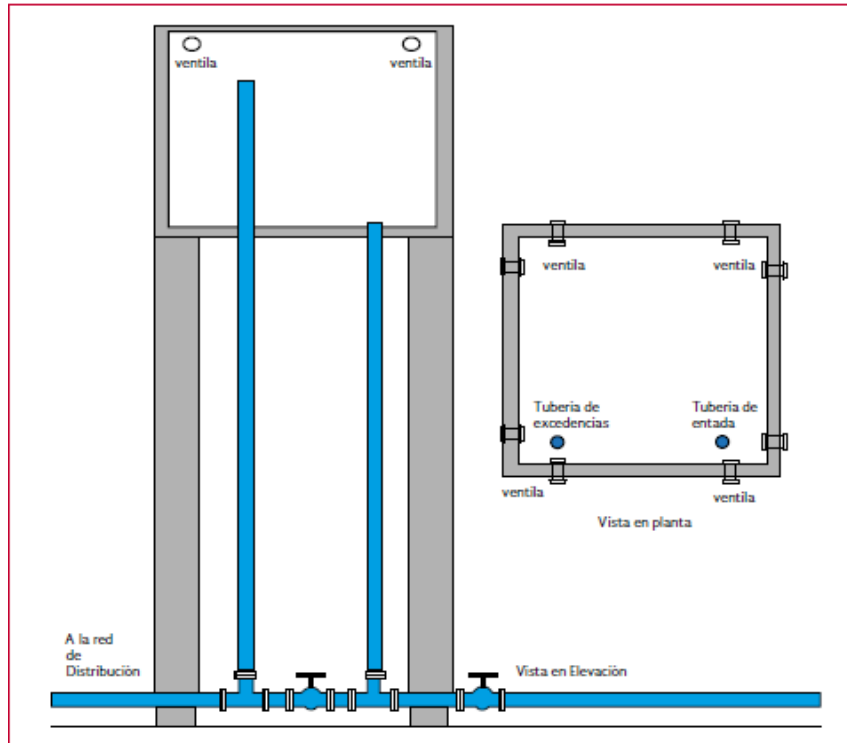 ventila
ventila
ventila
ventila
Tuberia de
excedencias
Tuberia de
entada
ventila
ventila
Vista en planta
A la red
de
Distribución
Vista en Elevación